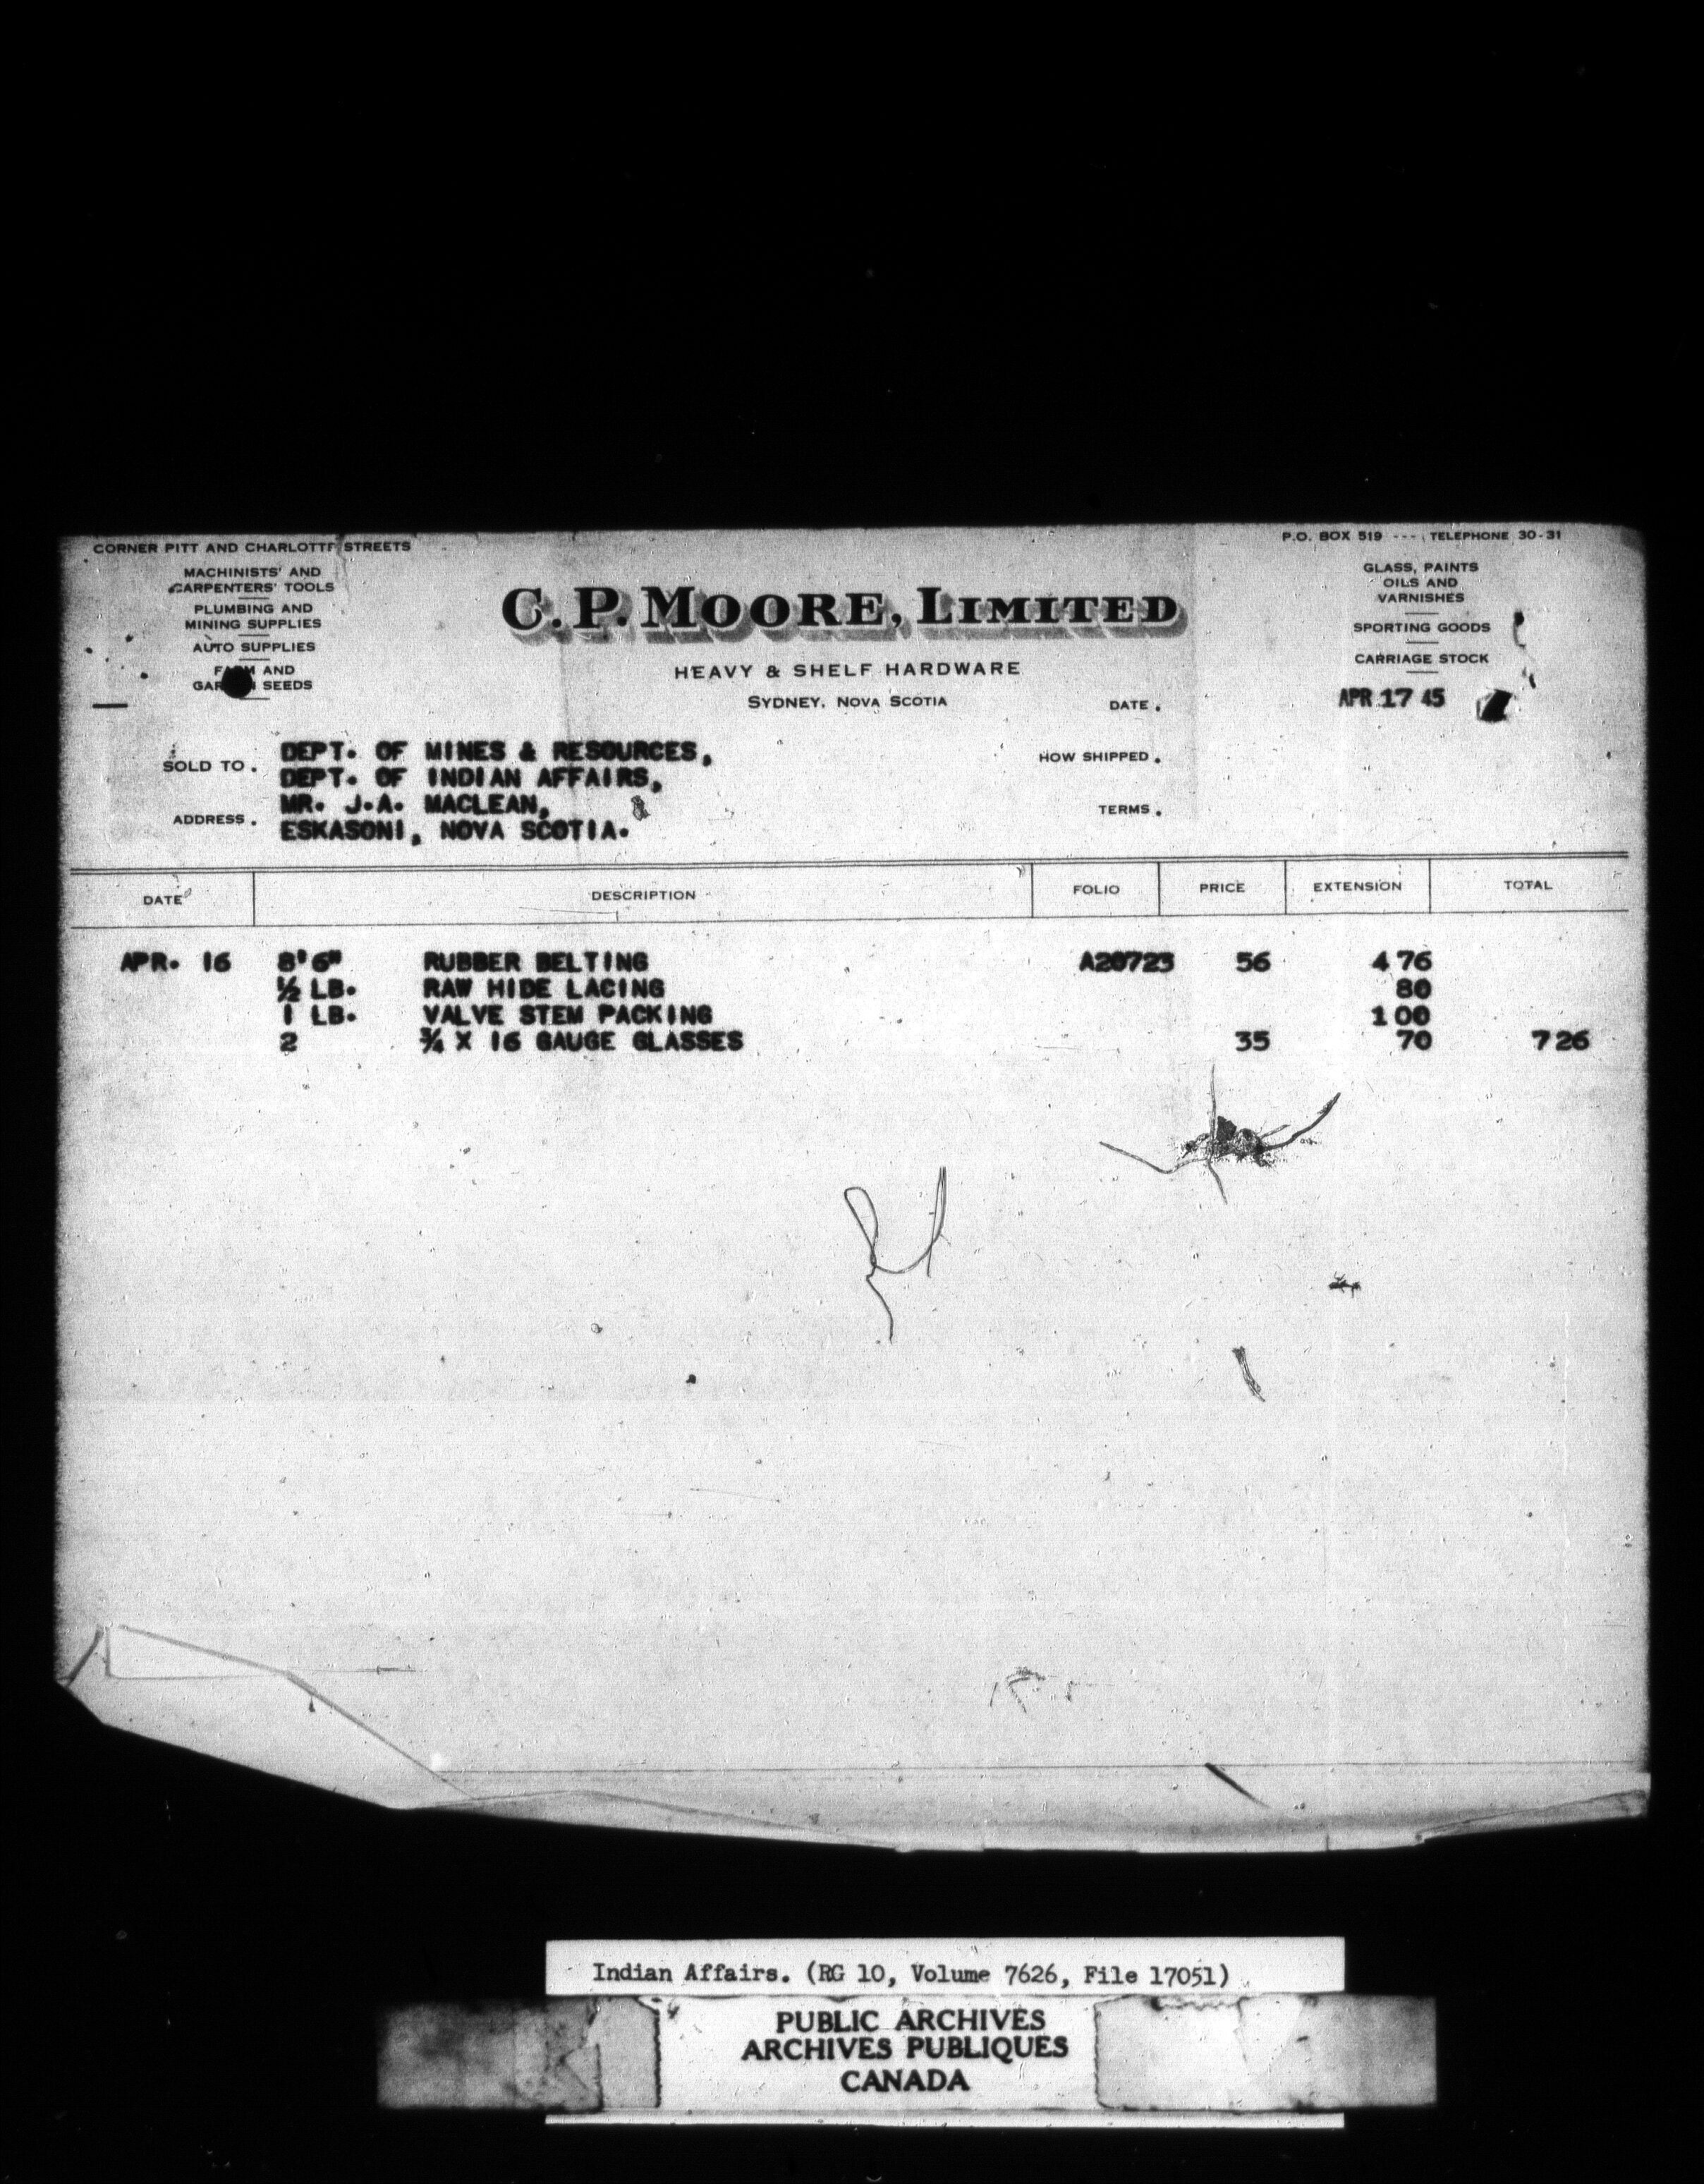 CORNER PITT AND CHARLOTTE STREETS
P.O. BOX 519 --- TELEPHONE 30-31
MACHINISTS' AND
CARPENTERS' TOOLS
PLUMBING AND
MINING SUPPLIES
AUTO SUPPLIES
FARM AND
GARDEN SEEDS
C. P. MOORE, LIMITED
HEAVY & SHELF HARDWARE
SYDNEY, NOVA SCOTIA
GLASS, PAINTS
OILS AND
VARNISHES
SPORTING GOODS
CARRIAGE STOCK
DATE. APR 17 45
SOLD TO. DEPT. OF MINES & RESOURCES,
DEPT. OF INDIAN AFFAIRS,
MR. J.A. MACLEAN,
ADDRESS. ESKASONI, NOVA SCOTIA.
HOW SHIPPED.
TERMS.
DATE DESCRIPTION FOLIO PRICE EXTENSION TOTAL
APR. 16 8'6" RUBBER BELTING A20723 56 4 76
½ LB. RAW HIDE LACING 80
1 LB. VALVE STEM PACKING 1 00
2 ¾ X 16 GAUGE GLASSES 35 70 7 26
Indian Affairs. (RG 10, Volume 7626, File 17051)
PUBLIC ARCHIVES
ARCHIVES PUBLIQUES
CANADA